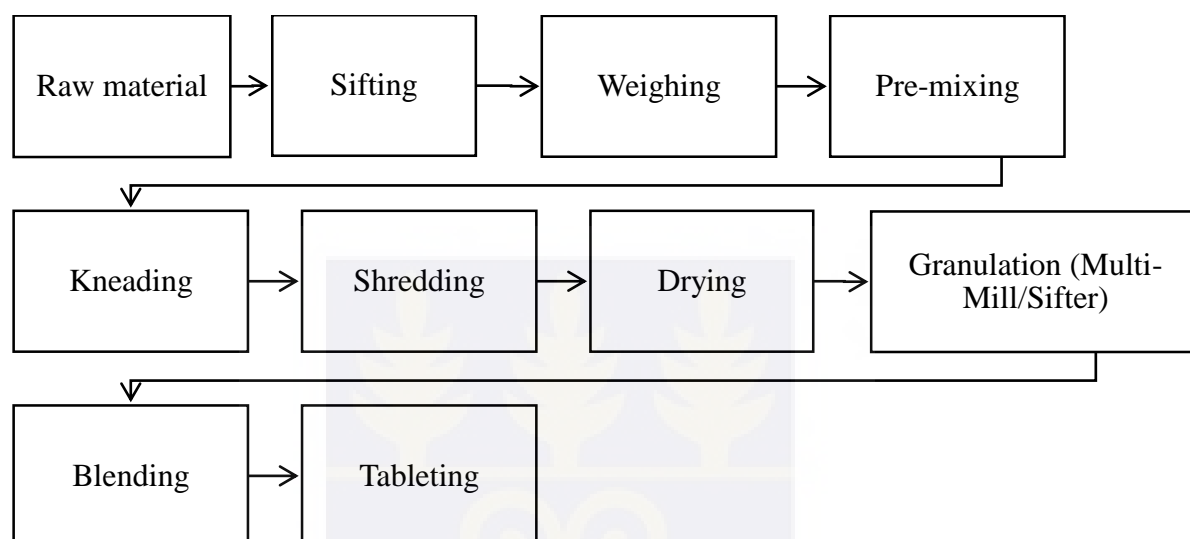 Raw material
Sifting
Weighing
Pre-mixing
Kneading
Shredding
Drying
Granulation (Multi-
Mill/Sifter)
Blending
Tableting